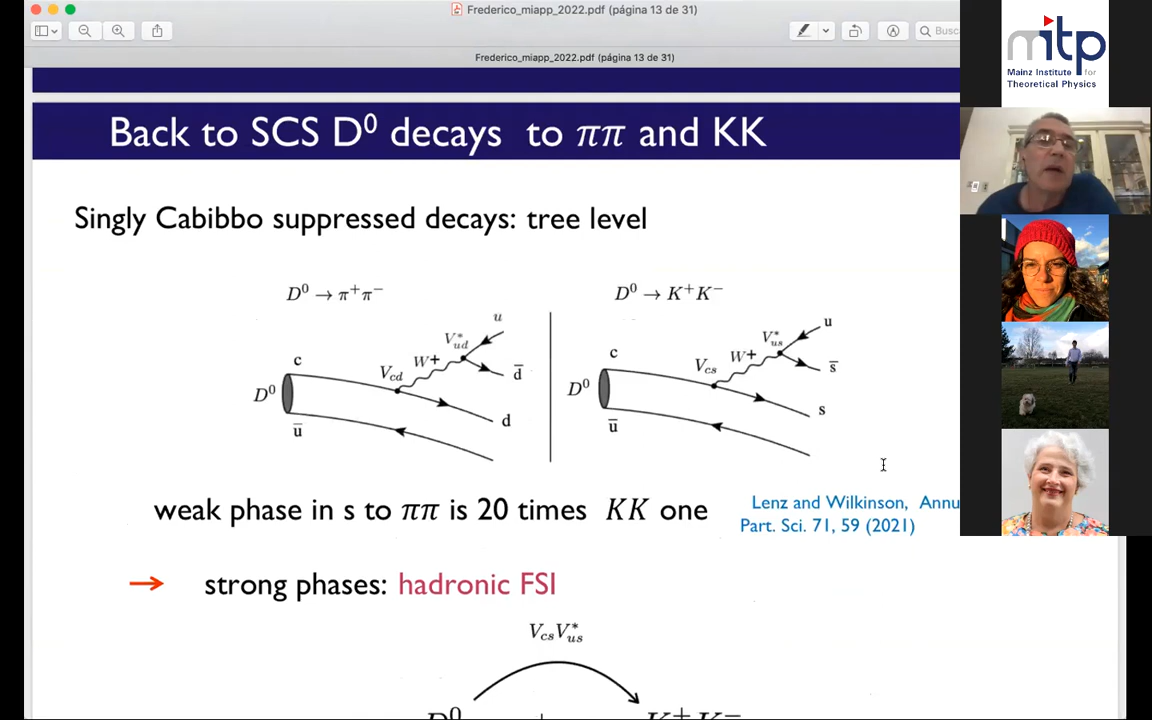 Frederico_miapp_2022.pdf (página 13 de 31)
Busc
Frederico_miapp_2022.pdf (página 13 de 31)
mitp
Mainz Institute for
Theoretical Physics
Back to SCS D⁰ decays to ππ and KK
Singly Cabibbo suppressed decays: tree level
D⁰ → π⁺π⁻
D⁰ → K⁺K⁻
u
V*ud
W+
c
Vcd
d̄
D⁰
d
ū
u
V*us
W+
c
Vcs
s̄
D⁰
s
ū
weak phase in s to ππ is 20 times KK one
Lenz and Wilkinson, Annu
Part. Sci. 71, 59 (2021)
→ strong phases: hadronic FSI
VcsV*us
D⁰
K⁺K⁻